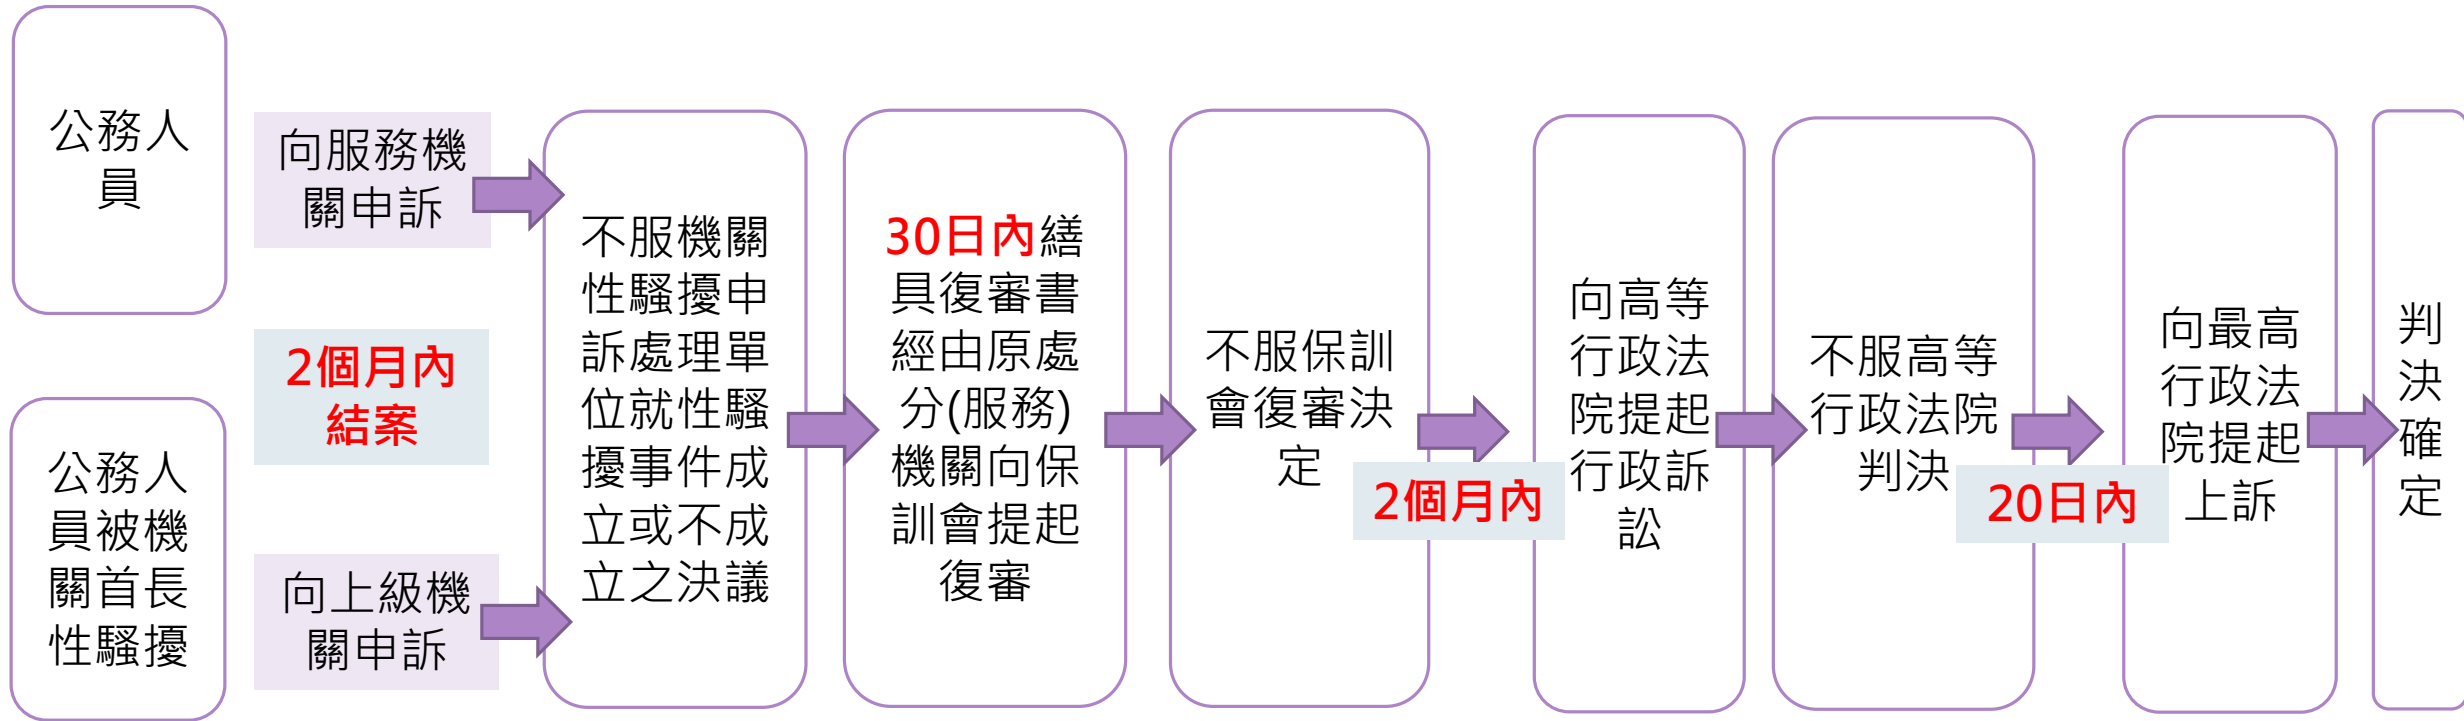 公務人
員
向服務機
關申訴
2個月內
結案
公務人
員被機
關首長
性騷擾
向上級機
關申訴
不服機關
性騷擾申
訴處理單
位就性騷
擾事件成
立或不成
立之決議
30日內繕
具復審書
經由原處
分(服務)
機關向保
訓會提起
復審
不服保訓
會復審決
定
2個月內
向高等
行政法
院提起
行政訴
訟
不服高等
行政法院
判決
20日內
向最高
行政法
院提起
上訴
判
決
確
定